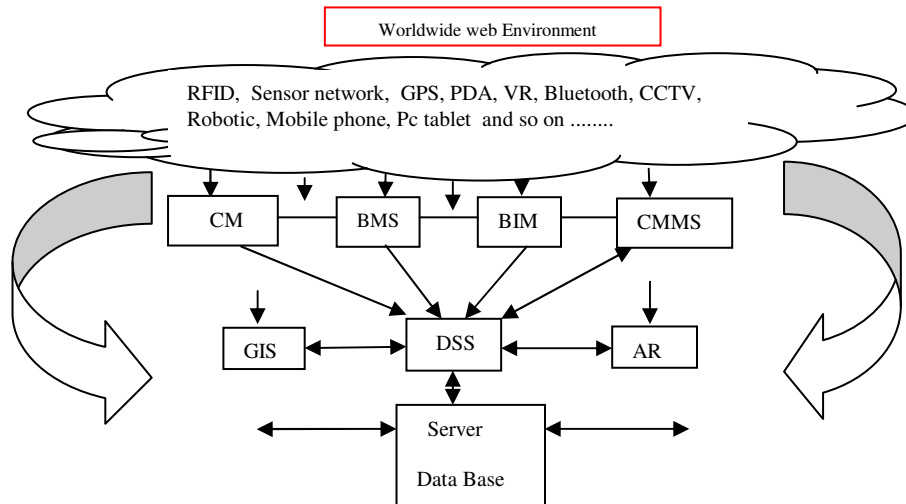 Worldwide web Environment
RFID, Sensor network, GPS, PDA, VR, Bluetooth, CCTV,
Robotic, Mobile phone, Pc tablet and so on ........
CM
BMS
BIM
CMMS
GIS
DSS
AR
Server
Data Base